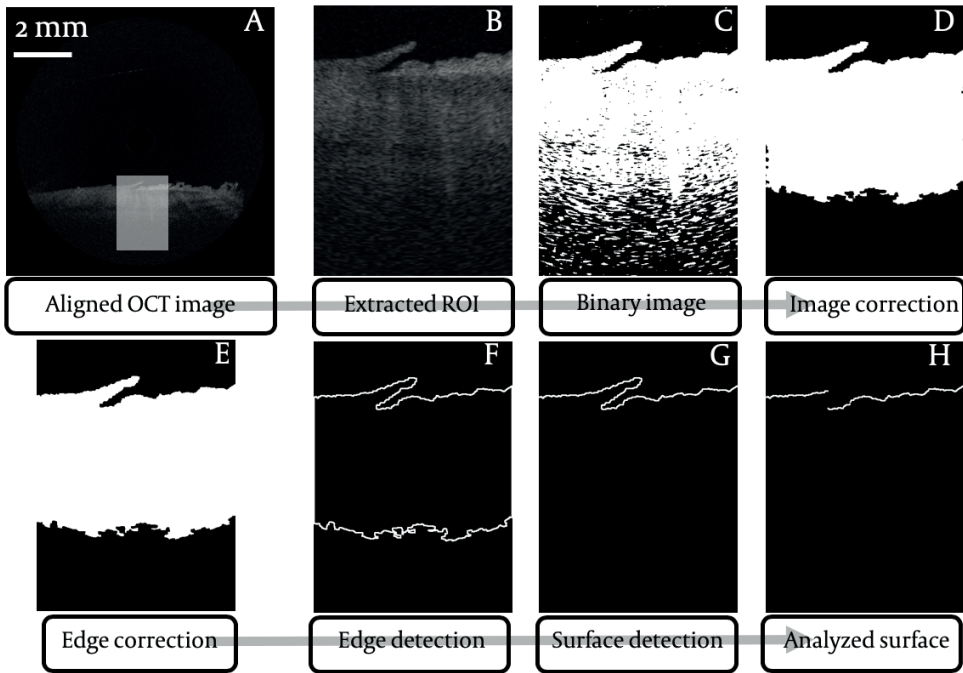 A
2 mm
B
C
D
Aligned OCT image
Extracted ROI
Binary image
Image correction
E
F
G
H
Edge correction
Edge detection
Surface detection
Analyzed surface